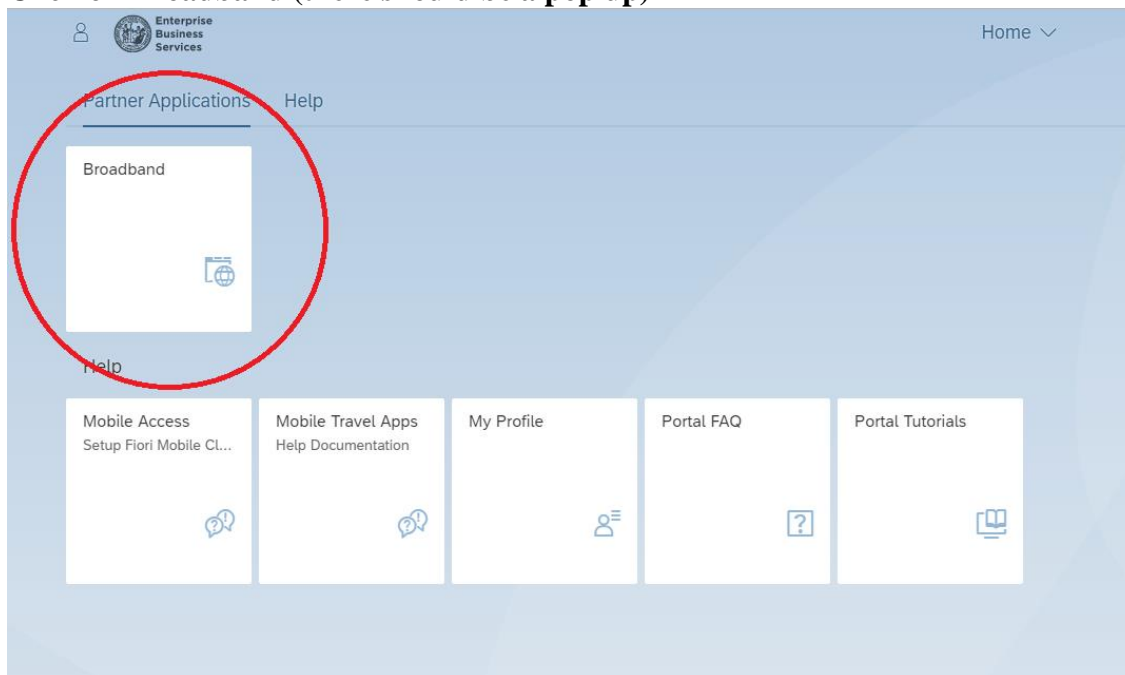 Enterprise
Business
Services
Home
Partner Applications
Help
Broadband
Help
Mobile Access
Setup Fiori Mobile Cl...
Mobile Travel Apps
Help Documentation
My Profile
Portal FAQ
Portal Tutorials